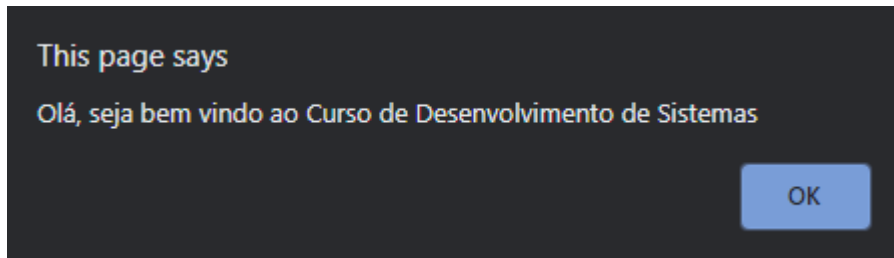 This page says
Olá, seja bem vindo ao Curso de Desenvolvimento de Sistemas
OK